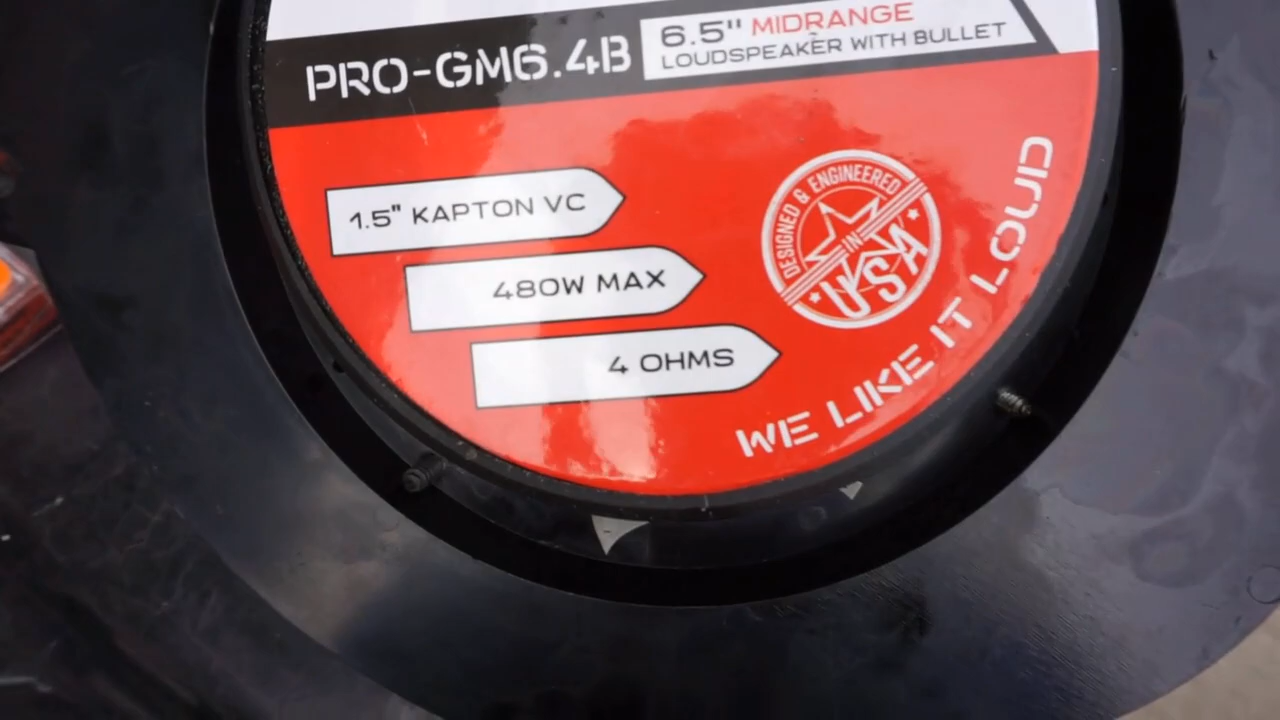 PRO-GM6.4B
6.5" MIDRANGE
LOUDSPEAKER WITH BULLET
1.5" KAPTON VC
480W MAX
4 OHMS
DESIGNED & ENGINEERED
IN
USA
WE LIKE IT LOUD